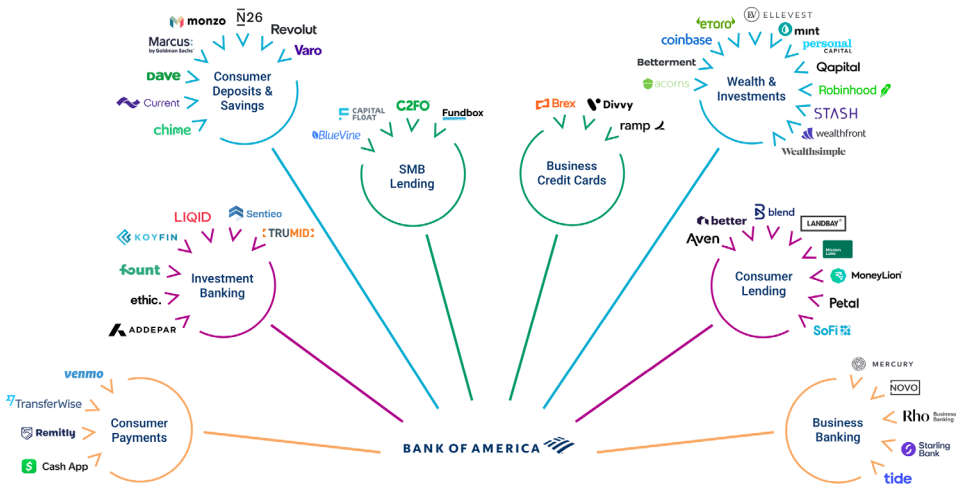 monzo
N26
Revolut
Marcus:
by Goldman Sachs
Varo
DAVE
Current
chime
Consumer
Deposits &
Savings
CAPITAL
FLOAT
C2FO
Fundbox
BlueVine
SMB
Lending
Brex
Divvy
ramp
Business
Credit Cards
ELLEVEST
eToro
mint
coinbase
personal
CAPITAL
Betterment
Qapital
acorns
Robinhood
STASH
wealthfront
Wealthsimple
Wealth &
Investments
LIQID
Sentieo
KOYFIN
TRUMID
fount
ethic.
ADDEPAR
Investment
Banking
better
blend
LANDBAY
Aven
Mission
Lane
MoneyLion
Petal
SoFi
Consumer
Lending
venmo
TransferWise
Remitly
Cash App
Consumer
Payments
BANK OF AMERICA
MERCURY
NOVO
Rho Business
Banking
Starling
Bank
tide
Business
Banking